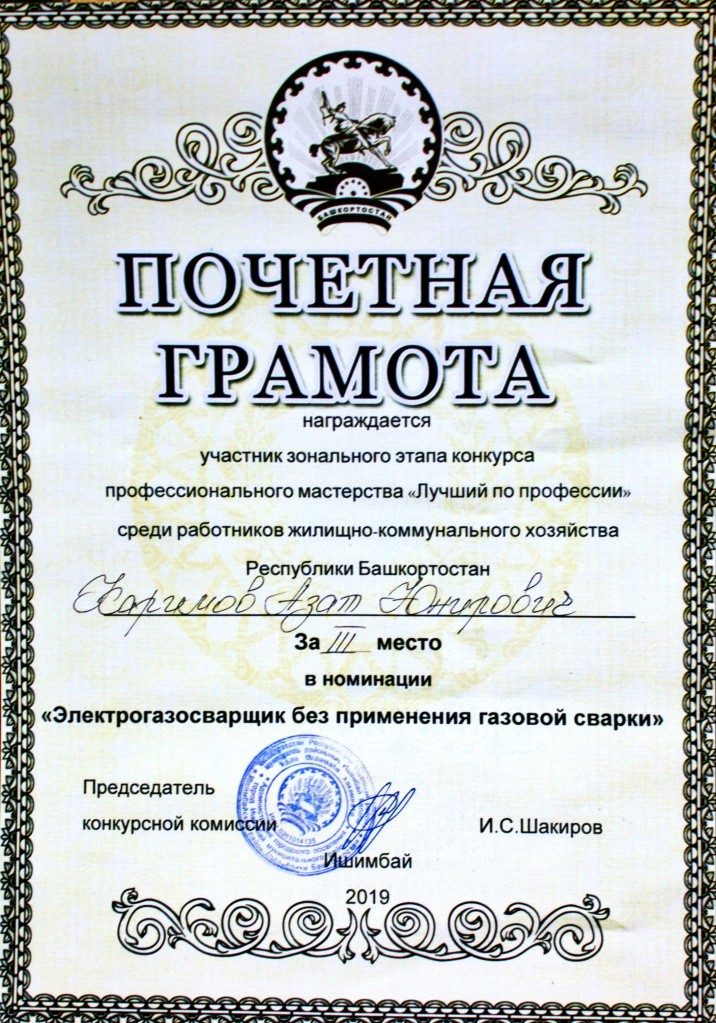 БАШКОРТОСТАН
ПОЧЕТНАЯ
ГРАМОТА
награждается
участник зонального этапа конкурса
профессионального мастерства «Лучший по профессии»
среди работников жилищно-коммунального хозяйства
Республики Башкортостан
Каримов Азат Юнирович
За III место
в номинации
«Электрогазосварщик без применения газовой сварки»
Председатель
конкурсной комиссии И.С.Шакиров
Ишимбай
2019